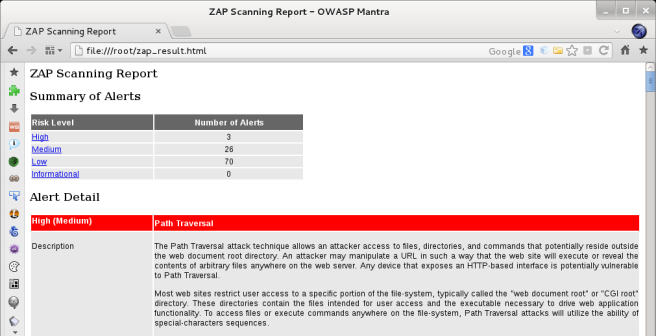 ZAP Scanning Report - OWASP Mantra
ZAP Scanning Report
file:///root/zap_result.html
Google
ZAP Scanning Report
Summary of Alerts
Risk Level Number of Alerts
High 3
Medium 26
Low 70
Informational 0
Alert Detail
High (Medium) Path Traversal
Description The Path Traversal attack technique allows an attacker access to files, directories, and commands that potentially reside outside
the web document root directory. An attacker may manipulate a URL in such a way that the web site will execute or reveal the
contents of arbitrary files anywhere on the web server. Any device that exposes an HTTP-based interface is potentially vulnerable
to Path Traversal.
Most web sites restrict user access to a specific portion of the file-system, typically called the "web document root" or "CGI root"
directory. These directories contain the files intended for user access and the executable necessary to drive web application
functionality. To access files or execute commands anywhere on the file-system, Path Traversal attacks will utilize the ability of
special-characters sequences.